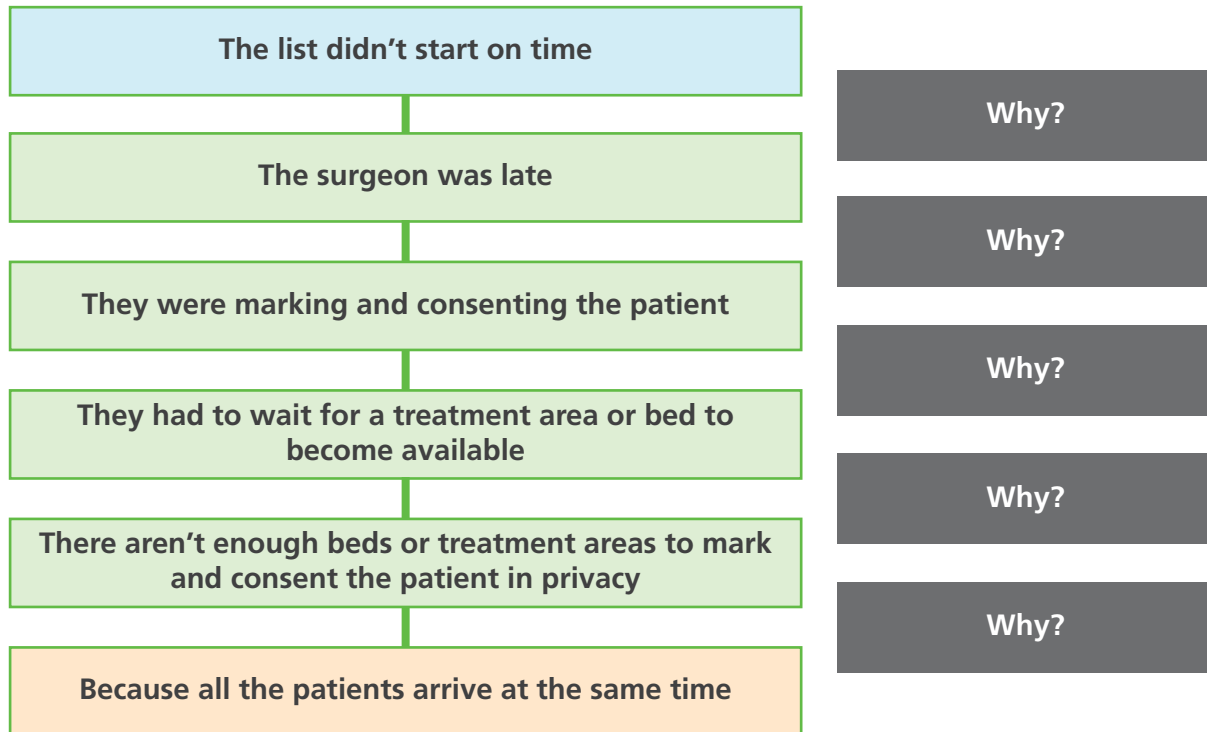 The list didn’t start on time
Why?
The surgeon was late
Why?
They were marking and consenting the patient
Why?
They had to wait for a treatment area or bed to
become available
Why?
There aren’t enough beds or treatment areas to mark
and consent the patient in privacy
Why?
Because all the patients arrive at the same time